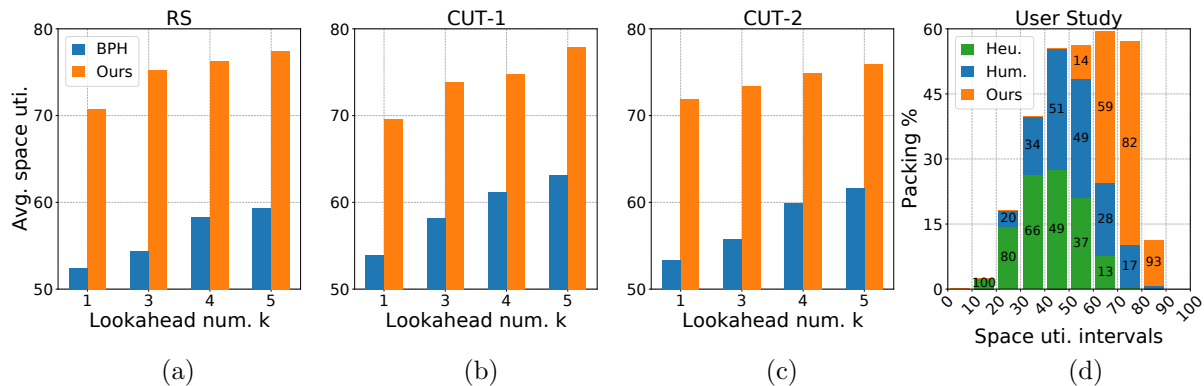 RS
80
70
60
50
Avg. space uti.
BPH
Ours
1 3 4 5
Lookahead num. k
(a)
CUT-1
80
70
60
50
1 3 4 5
Lookahead num. k
(b)
CUT-2
80
70
60
50
1 3 4 5
Lookahead num. k
(c)
User Study
60
45
30
15
0
Packing %
Heu.
Hum.
Ours
14
59
51
82
34
49
20
28
66
49
37
80
17
93
13
100
0 10 20 30 40 50 60 70 80 90 100
Space uti. intervals
(d)